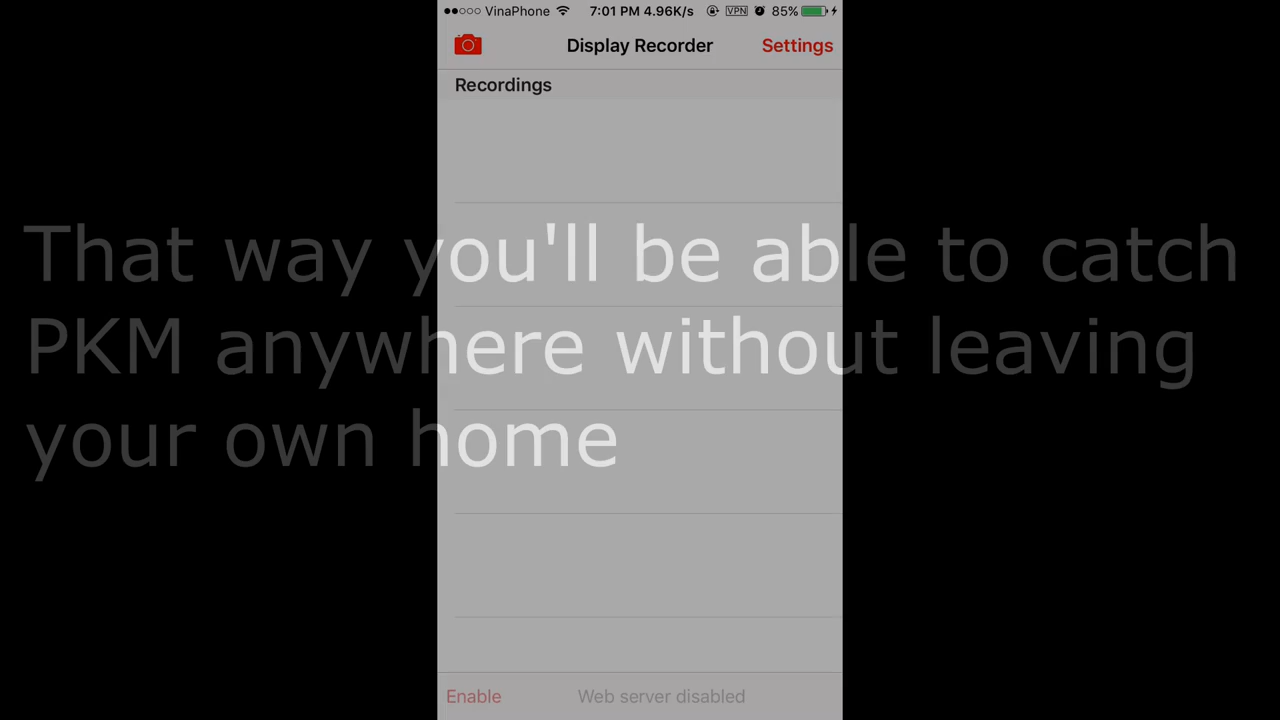 VinaPhone 7:01 PM 4.96K/s VPN 85%
Display Recorder Settings
Recordings
That way you'll be able to catch
PKM anywhere without leaving
your own home
Enable Web server disabled